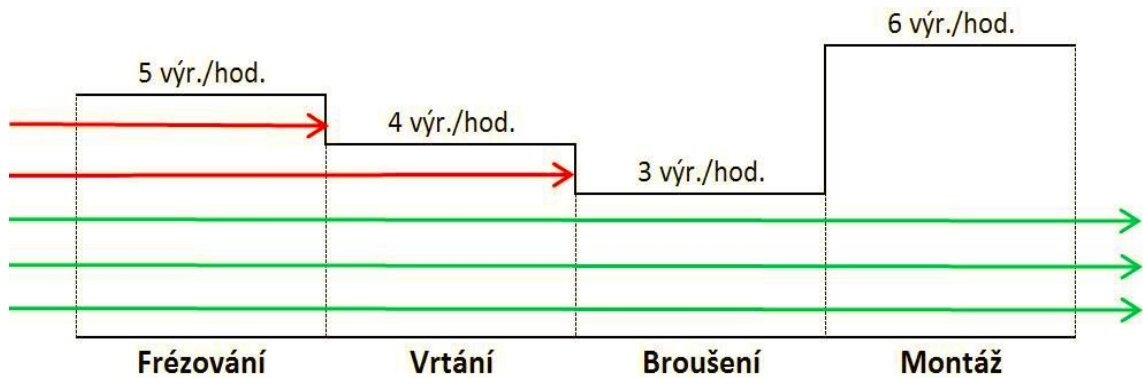 6 výr./hod.
5 výr./hod.
4 výr./hod.
3 výr./hod.
Frézování
Vrtání
Broušení
Montáž